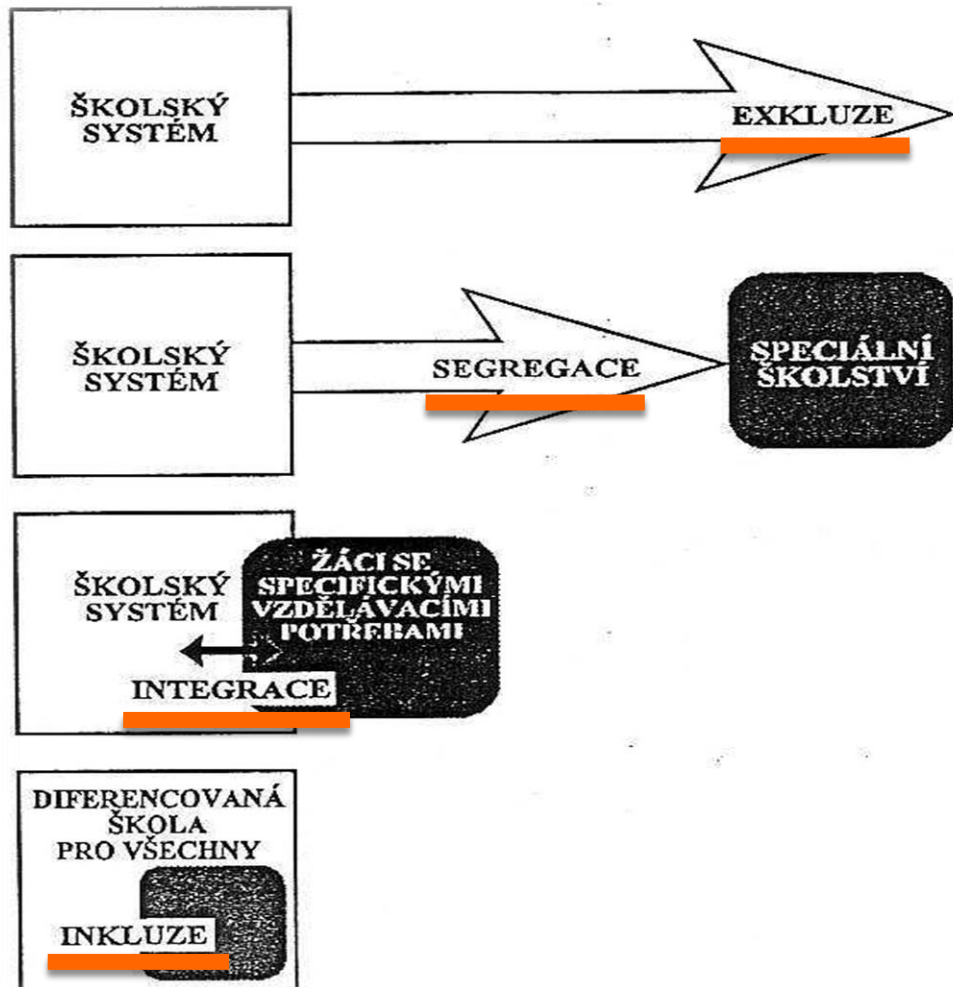 ŠKOLSKÝ
SYSTÉM
EXKLUZE
ŠKOLSKÝ
SYSTÉM
SEGREGACE
SPECIÁLNÍ
ŠKOLSTVÍ
ŠKOLSKÝ
SYSTÉM
ŽÁCI SE
SPECIFICKÝMI
VZDĚLÁVACÍMI
POTŘEBAMI
INTEGRACE
DIFERENCOVANÁ
ŠKOLA
PRO VŠECHNY
INKLUZE